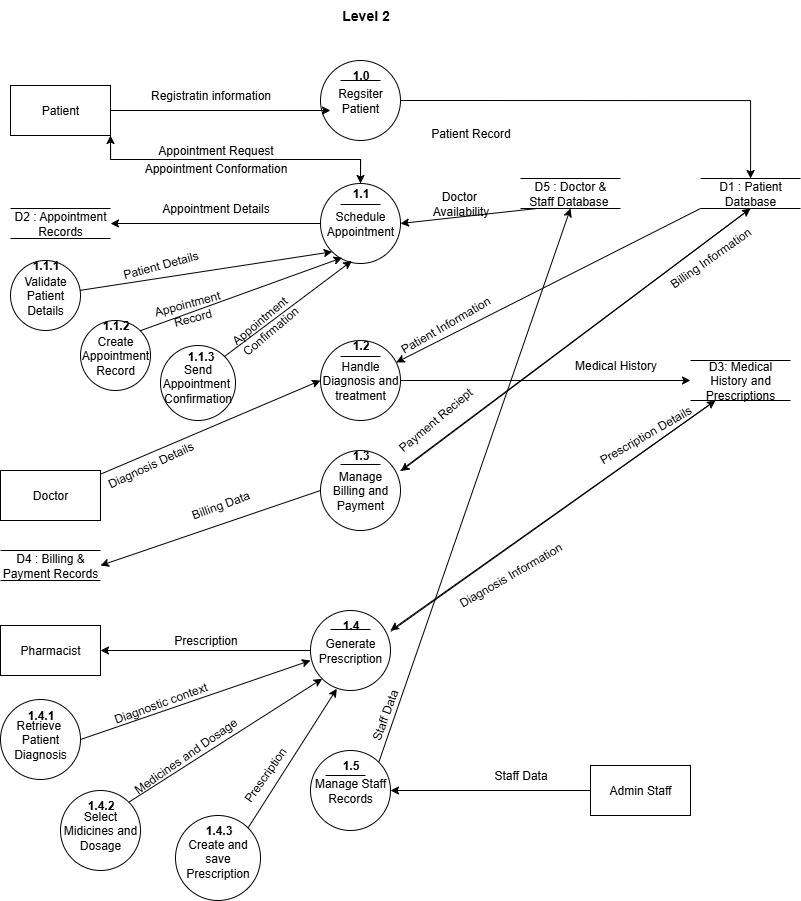 Level 2
1.0
Regsiter
Patient
Registratin information
Patient
Patient Record
Appointment Request
Appointment Conformation
D5 : Doctor &
Staff Database
D1 : Patient
Database
1.1
Schedule
Appointment
Doctor
Availability
Appointment Details
D2 : Appointment
Records
Billing Information
1.1.1
Validate
Patient
Details
Patient Details
Appointment
Record
Appointment
Confirmation
1.1.2
Create
Appointment
Record
1.1.3
Send
Appointment
Confirmation
Patient Information
1.2
Handle
Diagnosis and
treatment
Medical History
D3: Medical
History and
Prescriptions
Payment Reciept
Prescription Details
Diagnosis Details
Doctor
1.3
Manage
Billing and
Payment
Billing Data
D4 : Billing &
Payment Records
Diagnosis Information
1.4
Generate
Prescription
Prescription
Pharmacist
Diagnostic context
1.4.1
Retrieve
Patient
Diagnosis
Medicines and Dosage
Prescription
Staff Data
1.4.2
Select
Midicines and
Dosage
1.4.3
Create and
save
Prescription
1.5
Manage Staff
Records
Staff Data
Admin Staff